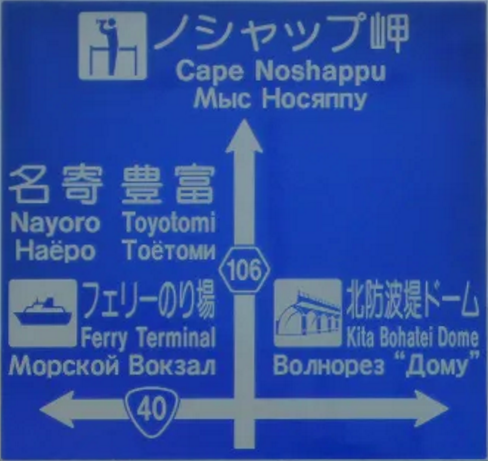 ノシャップ岬
Cape Noshappu
Мыс Носяппу
名寄 豊富
Nayoro Toyotomi
Наёро Тоётоми
106
フェリーのり場
Ferry Terminal
Морской Вокзал
北防波堤ドーム
Kita Bohatei Dome
Волнорез “Дому”
40